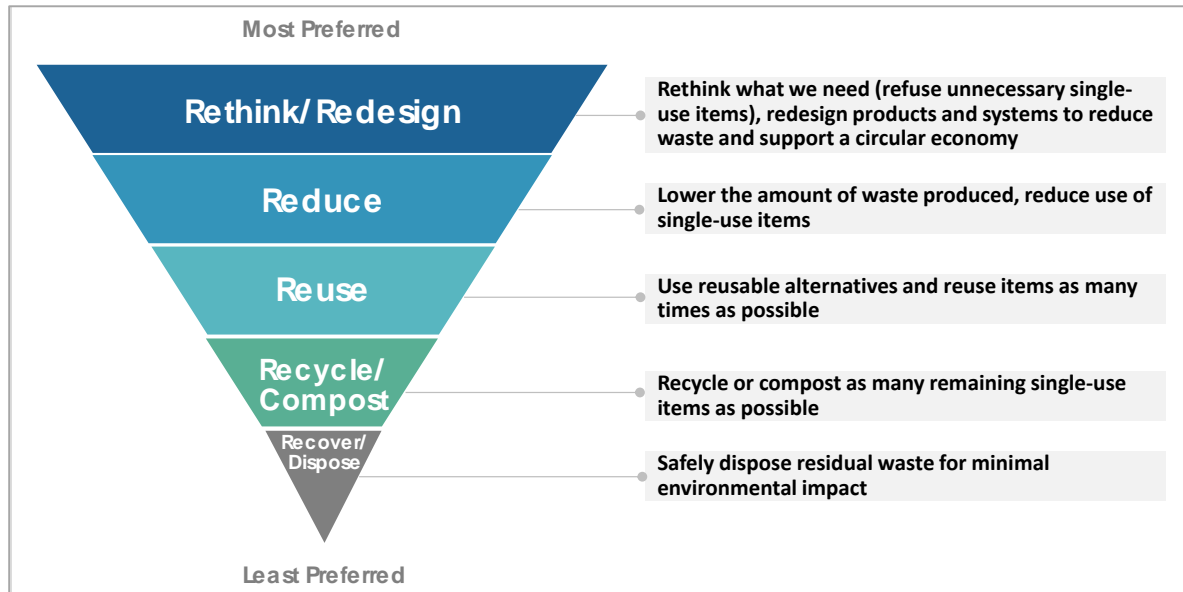 Most Preferred
Rethink/ Redesign
Rethink what we need (refuse unnecessary single-
use items), redesign products and systems to reduce
waste and support a circular economy
Reduce
Lower the amount of waste produced, reduce use of
single-use items
Reuse
Use reusable alternatives and reuse items as many
times as possible
Recycle/
Compost
Recycle or compost as many remaining single-use
items as possible
Recover/
Dispose
Safely dispose residual waste for minimal
environmental impact
Least Preferred